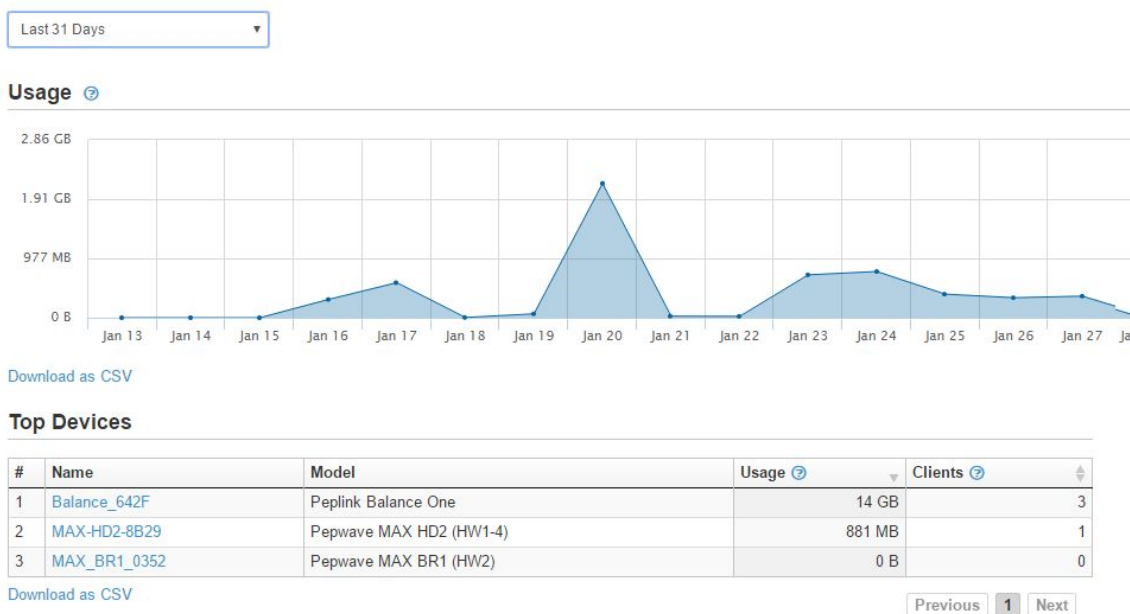 Last 31 Days
Usage
2.86 GB
1.91 GB
977 MB
0 B
Jan 13 Jan 14 Jan 15 Jan 16 Jan 17 Jan 18 Jan 19 Jan 20 Jan 21 Jan 22 Jan 23 Jan 24 Jan 25 Jan 26 Jan 27
Download as CSV
Top Devices
# Name Model Usage Clients
1 Balance_642F Peplink Balance One 14 GB 3
2 MAX-HD2-8B29 Pepwave MAX HD2 (HW1-4) 881 MB 1
3 MAX_BR1_0352 Pepwave MAX BR1 (HW2) 0 B 0
Download as CSV
Previous 1 Next